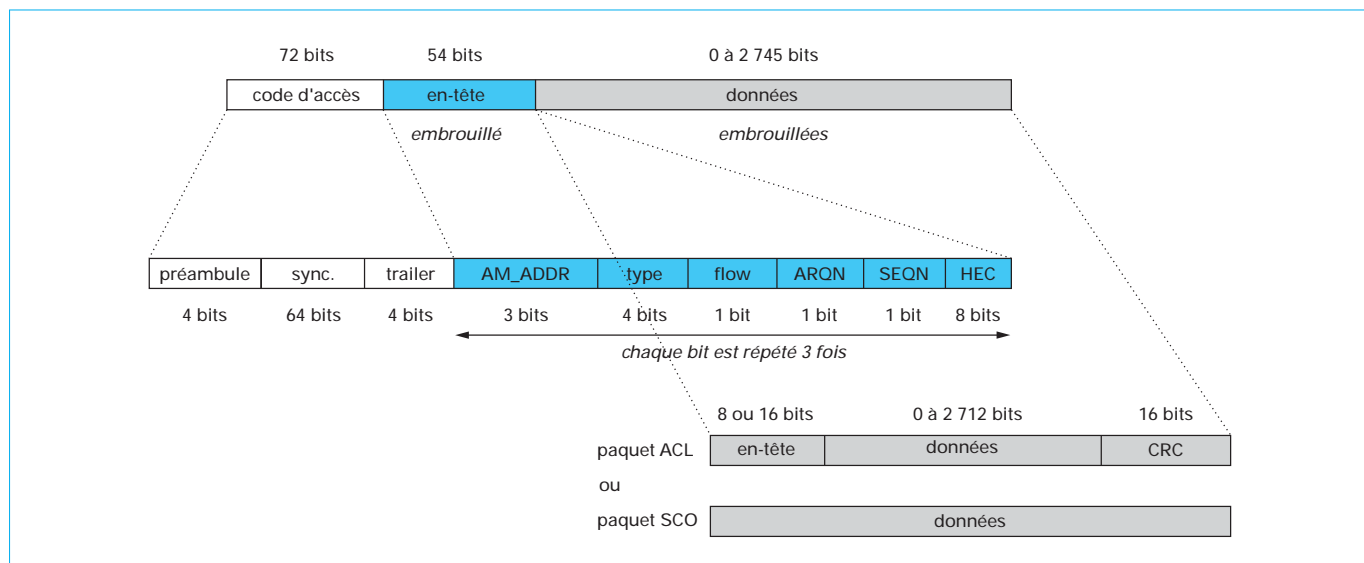 72 bits 54 bits 0 à 2 745 bits
code d'accès en-tête données
embrouillé embrouillées
préambule sync. trailer AM_ADDR type flow ARQN SEQN HEC
4 bits 64 bits 4 bits 3 bits 4 bits 1 bit 1 bit 1 bit 8 bits
chaque bit est répété 3 fois
8 ou 16 bits 0 à 2 712 bits 16 bits
paquet ACL en-tête données CRC
ou
paquet SCO données